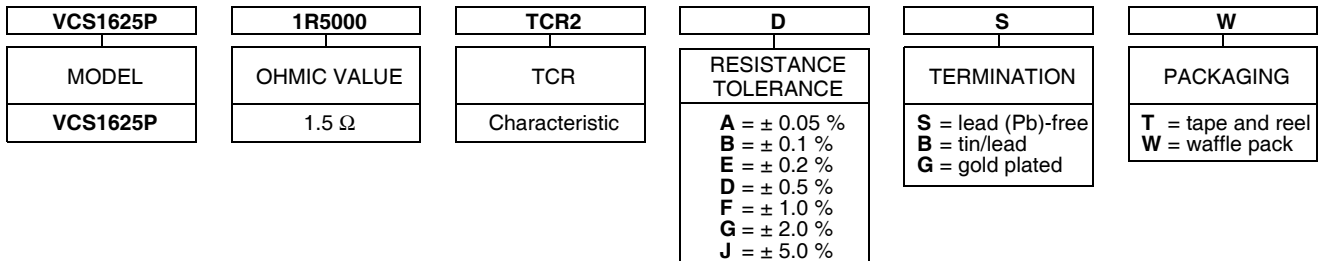 VCS1625P
MODEL
VCS1625P
1R5000
OHMIC VALUE
1.5 Ω
TCR2
TCR
Characteristic
D
RESISTANCE
TOLERANCE
A = ± 0.05 %
B = ± 0.1 %
E = ± 0.2 %
D = ± 0.5 %
F = ± 1.0 %
G = ± 2.0 %
J = ± 5.0 %
S
TERMINATION
S = lead (Pb)-free
B = tin/lead
G = gold plated
W
PACKAGING
T = tape and reel
W = waffle pack